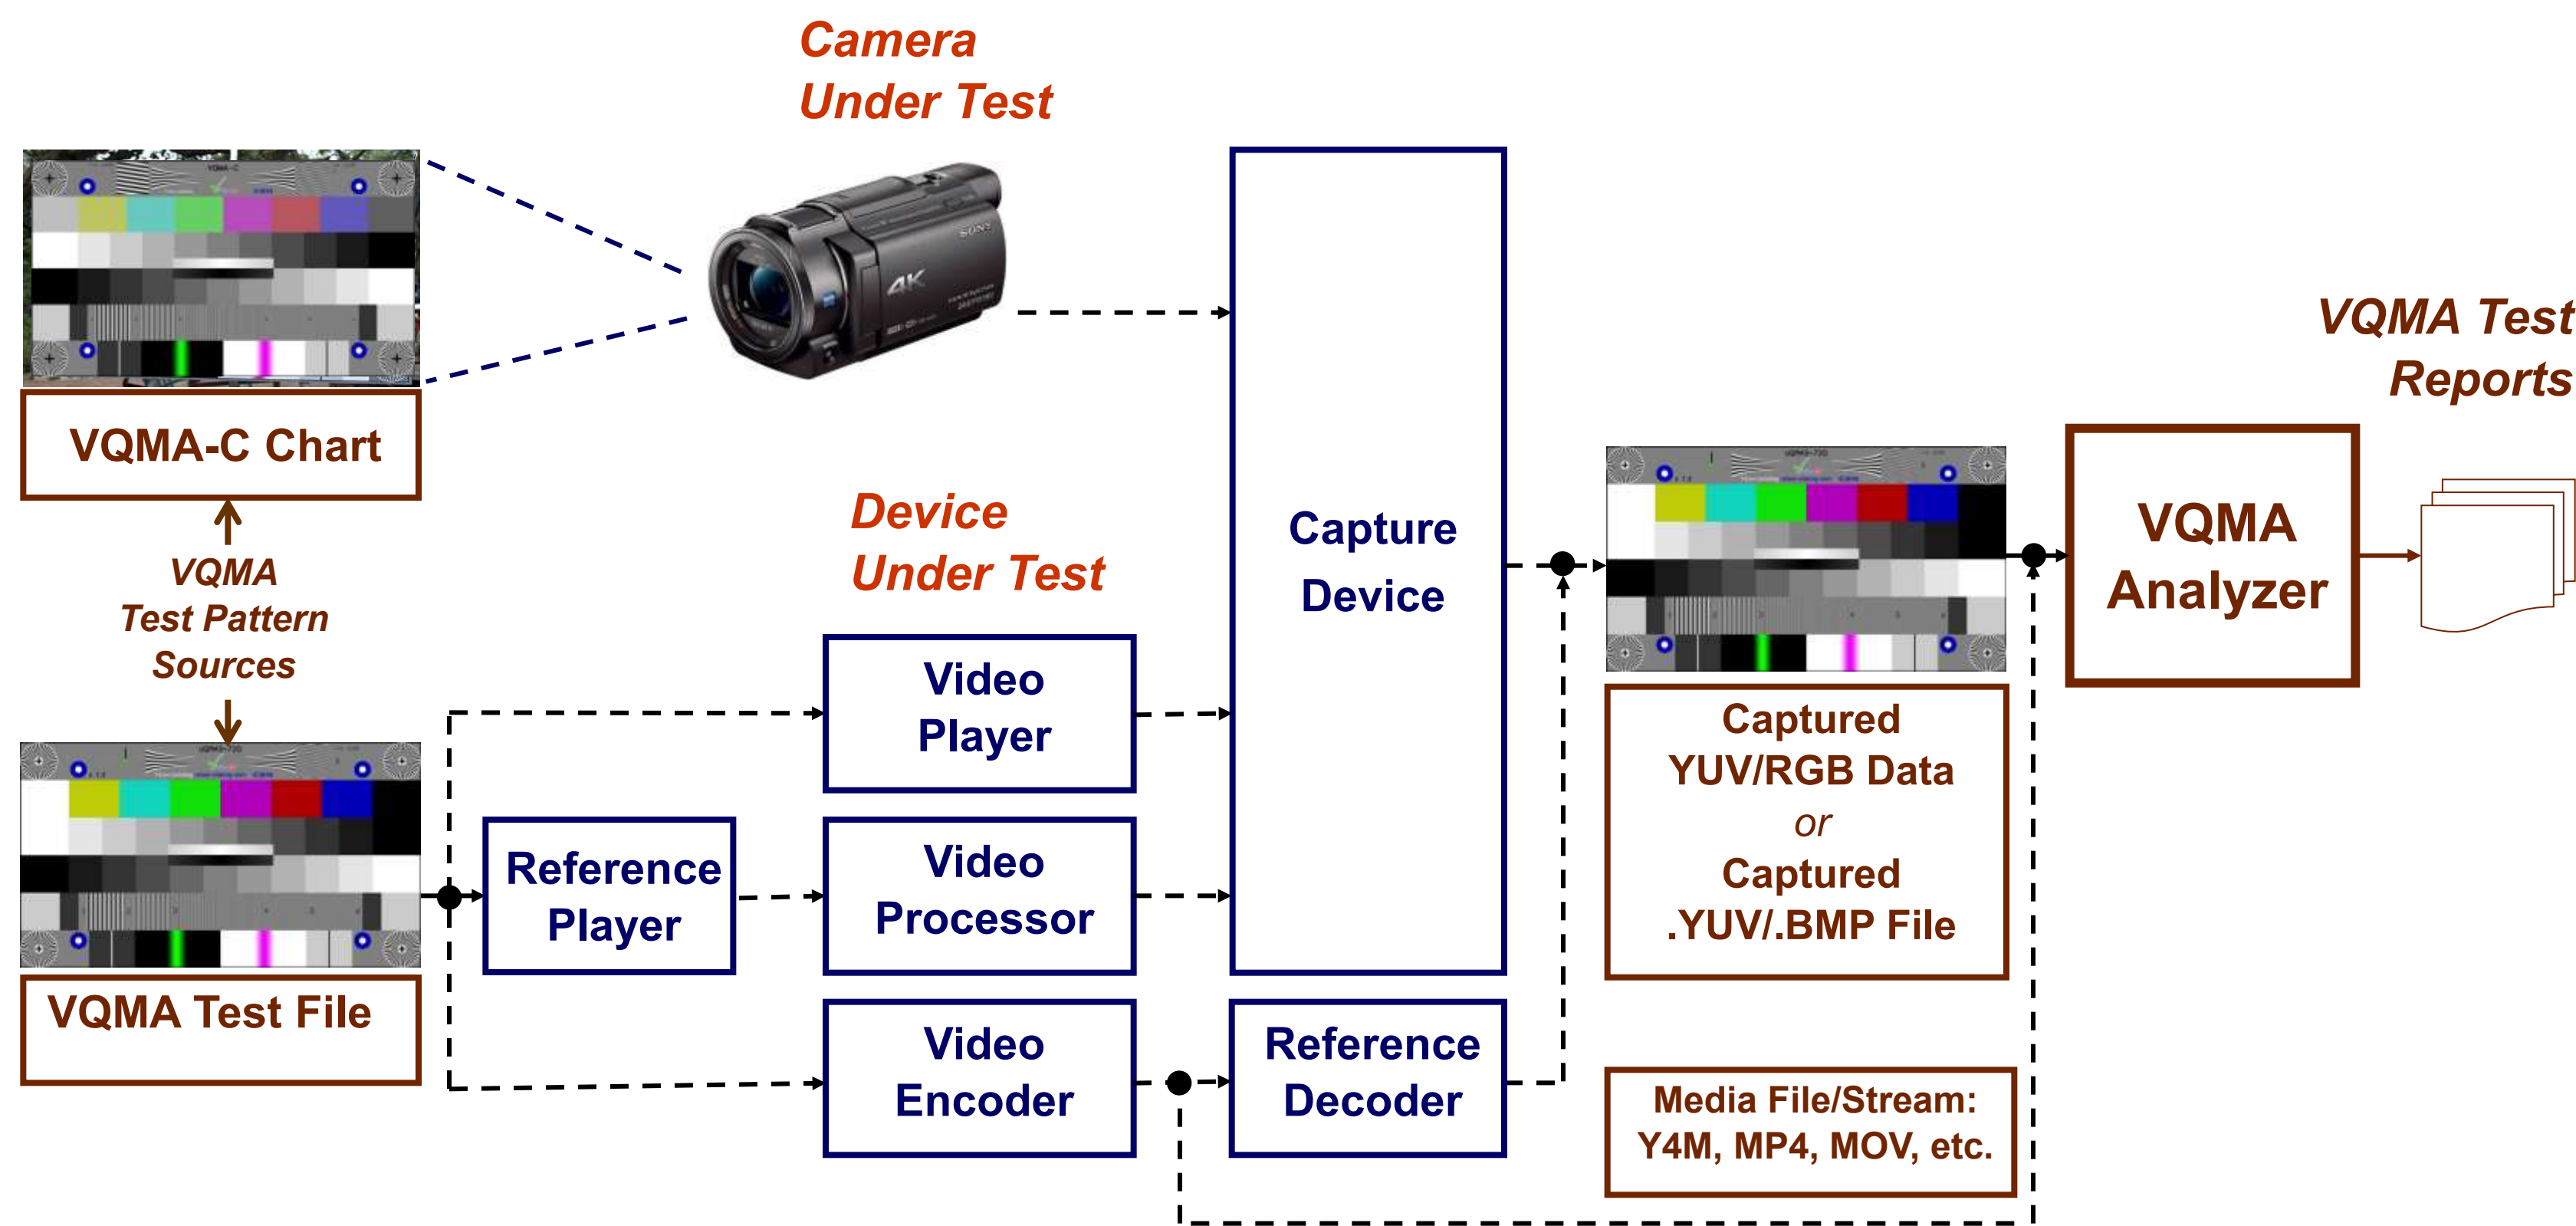 Camera
Under Test
VQMA-C
SONY
4K
VQMA-C Chart
VQMA
Test Pattern
Sources
VQMA Test File
Device
Under Test
Video
Player
Reference
Player
Video
Processor
Video
Encoder
Capture
Device
Reference
Decoder
Captured
YUV/RGB Data
or
Captured
.YUV/.BMP File
Media File/Stream:
Y4M, MP4, MOV, etc.
VQMA
Analyzer
VQMA Test
Reports